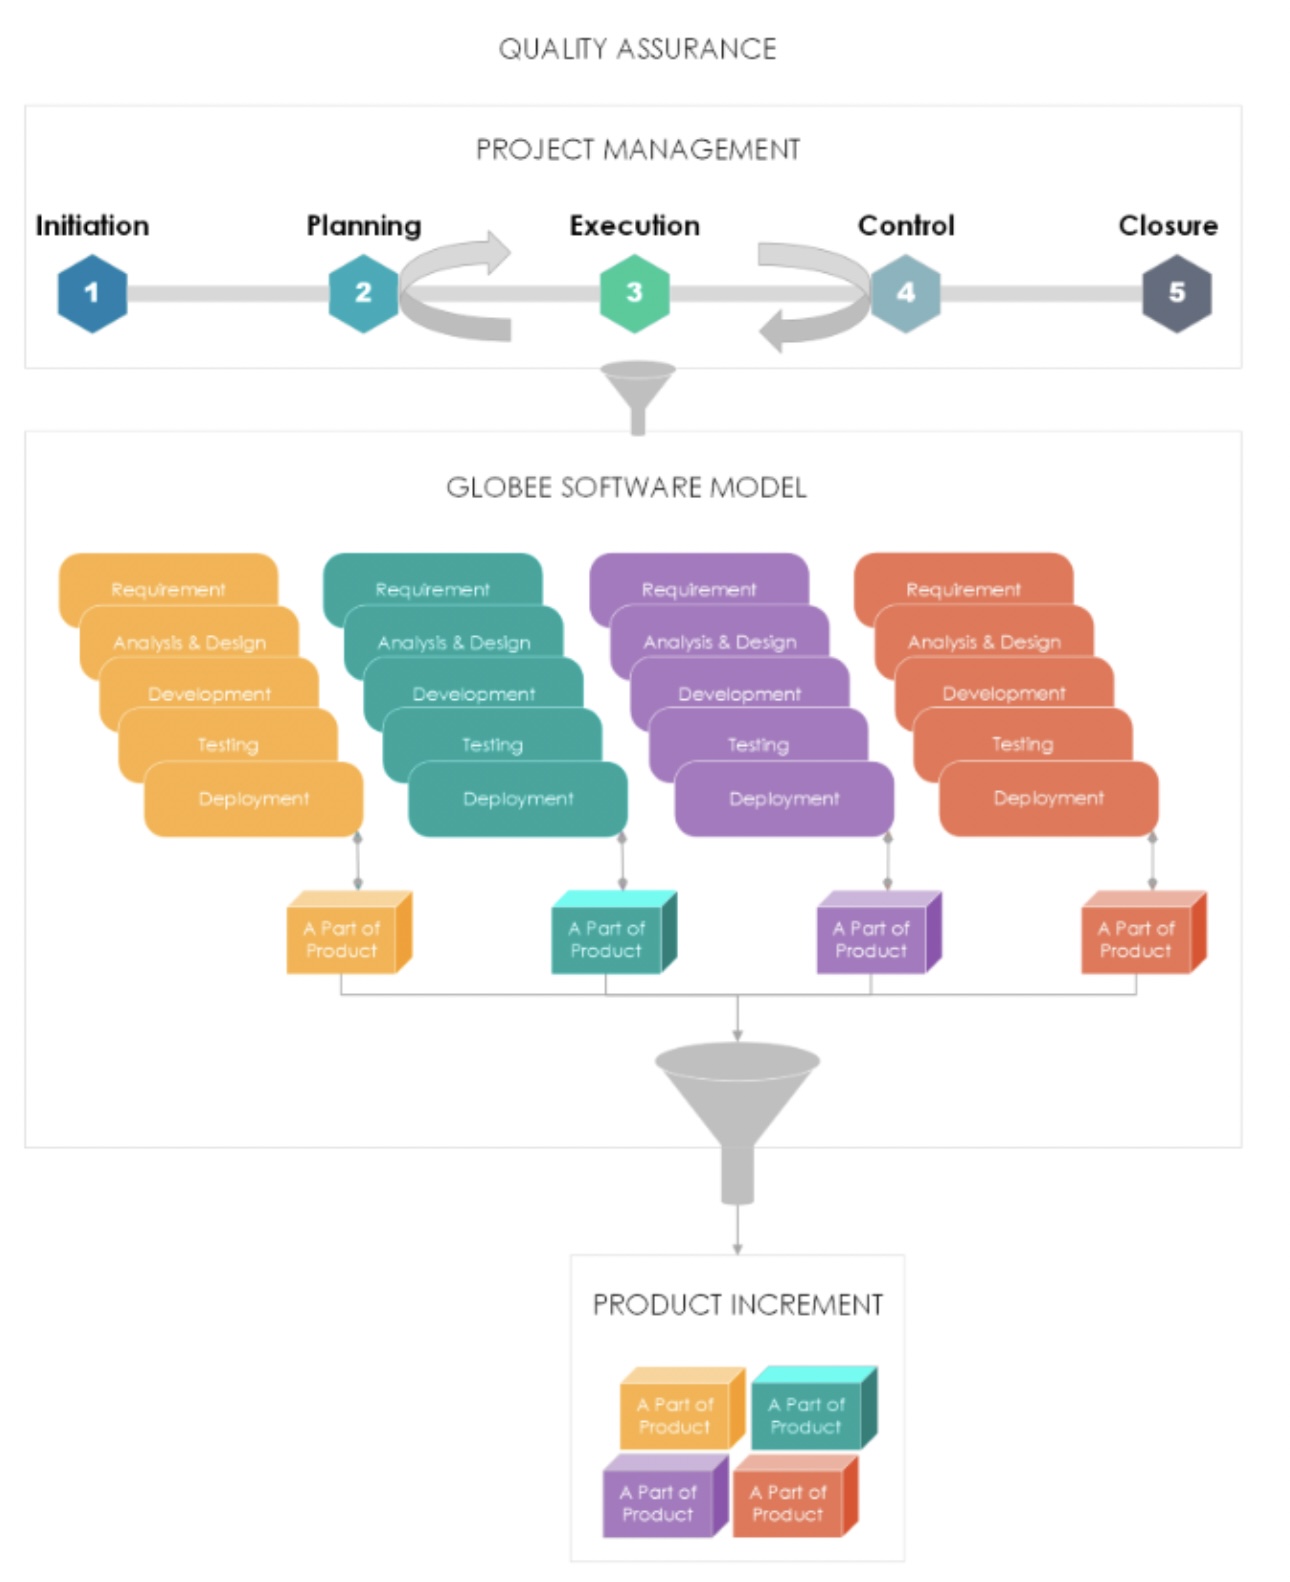 QUALITY ASSURANCE
PROJECT MANAGEMENT
Initiation
Planning
Execution
Control
Closure
1
2
3
4
5
GLOBEE SOFTWARE MODEL
Requirement
Analysis & Design
Development
Testing
Deployment
A Part of
Product
Requirement
Analysis & Design
Development
Testing
Deployment
A Part of
Product
Requirement
Analysis & Design
Development
Testing
Deployment
A Part of
Product
Requirement
Analysis & Design
Development
Testing
Deployment
A Part of
Product
PRODUCT INCREMENT
A Part of
Product
A Part of
Product
A Part of
Product
A Part of
Product